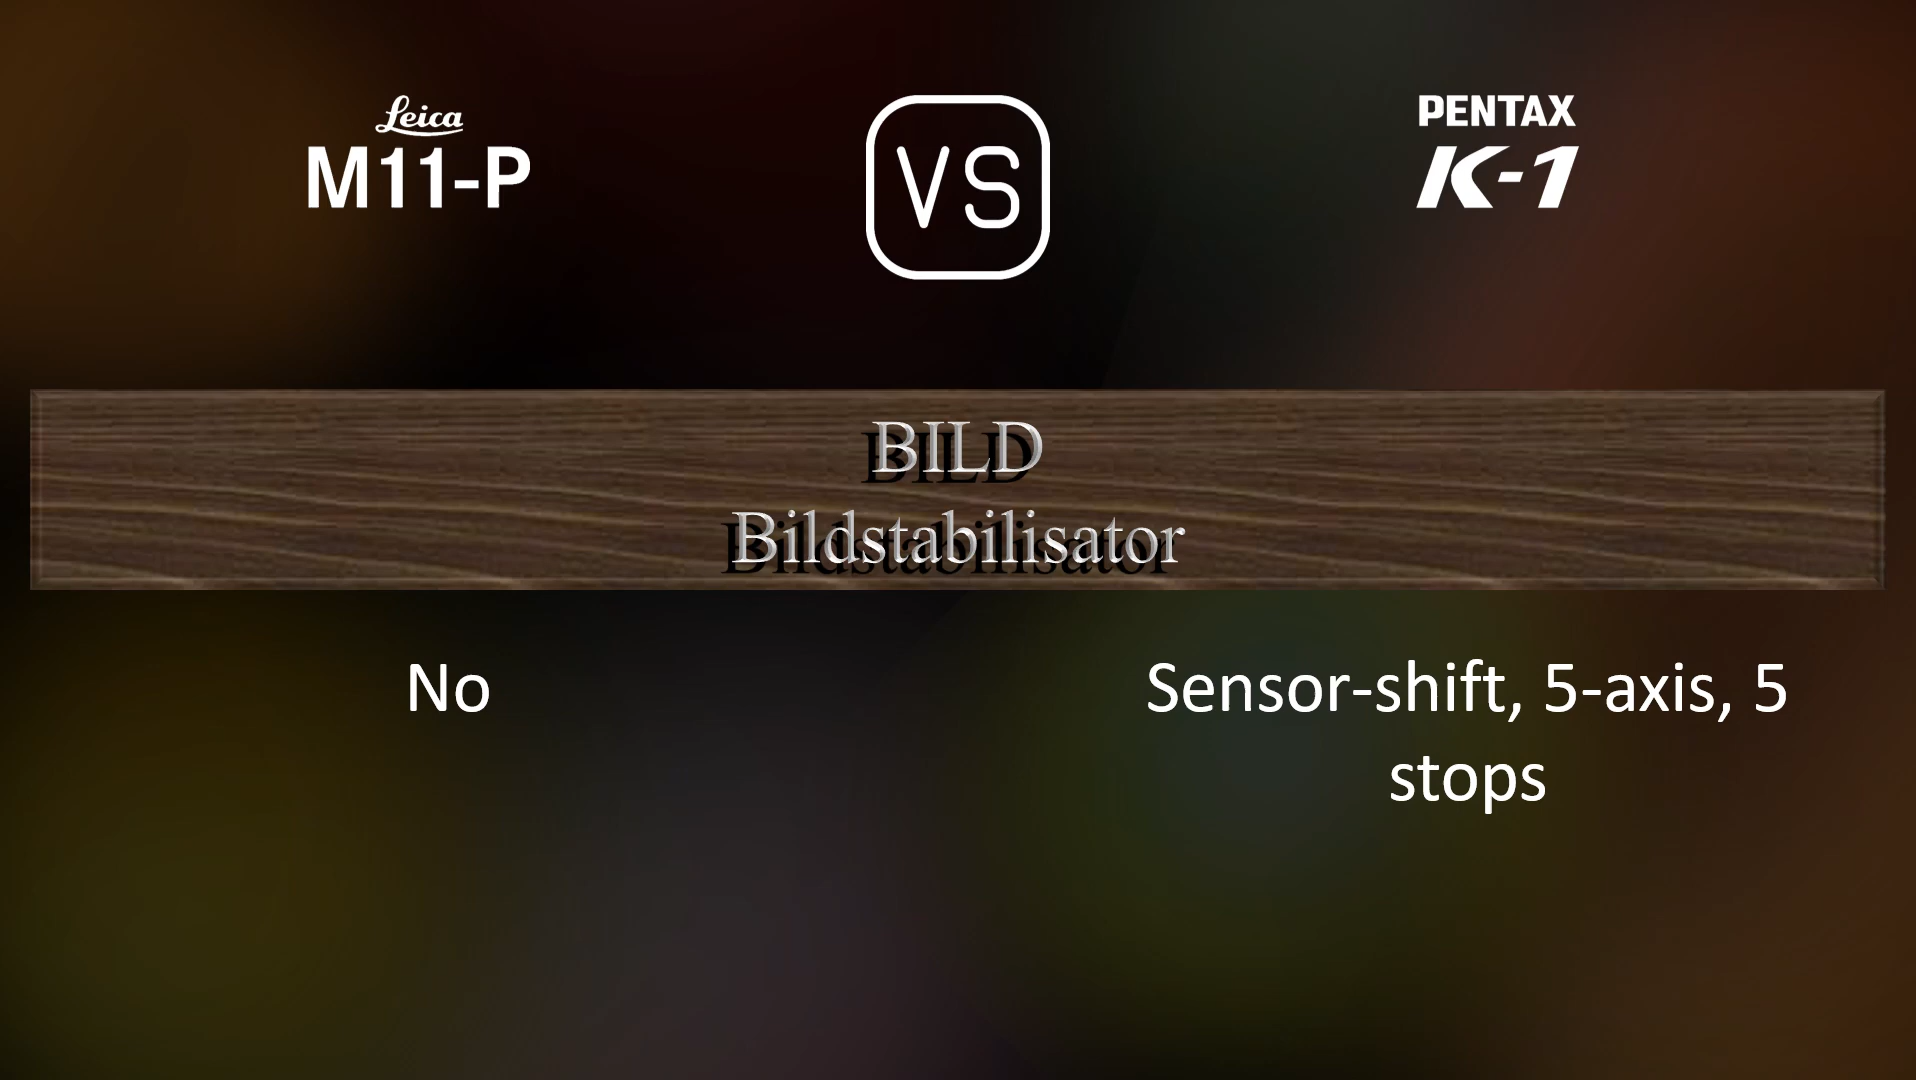 Leica
M11-P
VS
PENTAX
K-1
BILD
Bildstabilisator
No
Sensor-shift, 5-axis, 5
stops